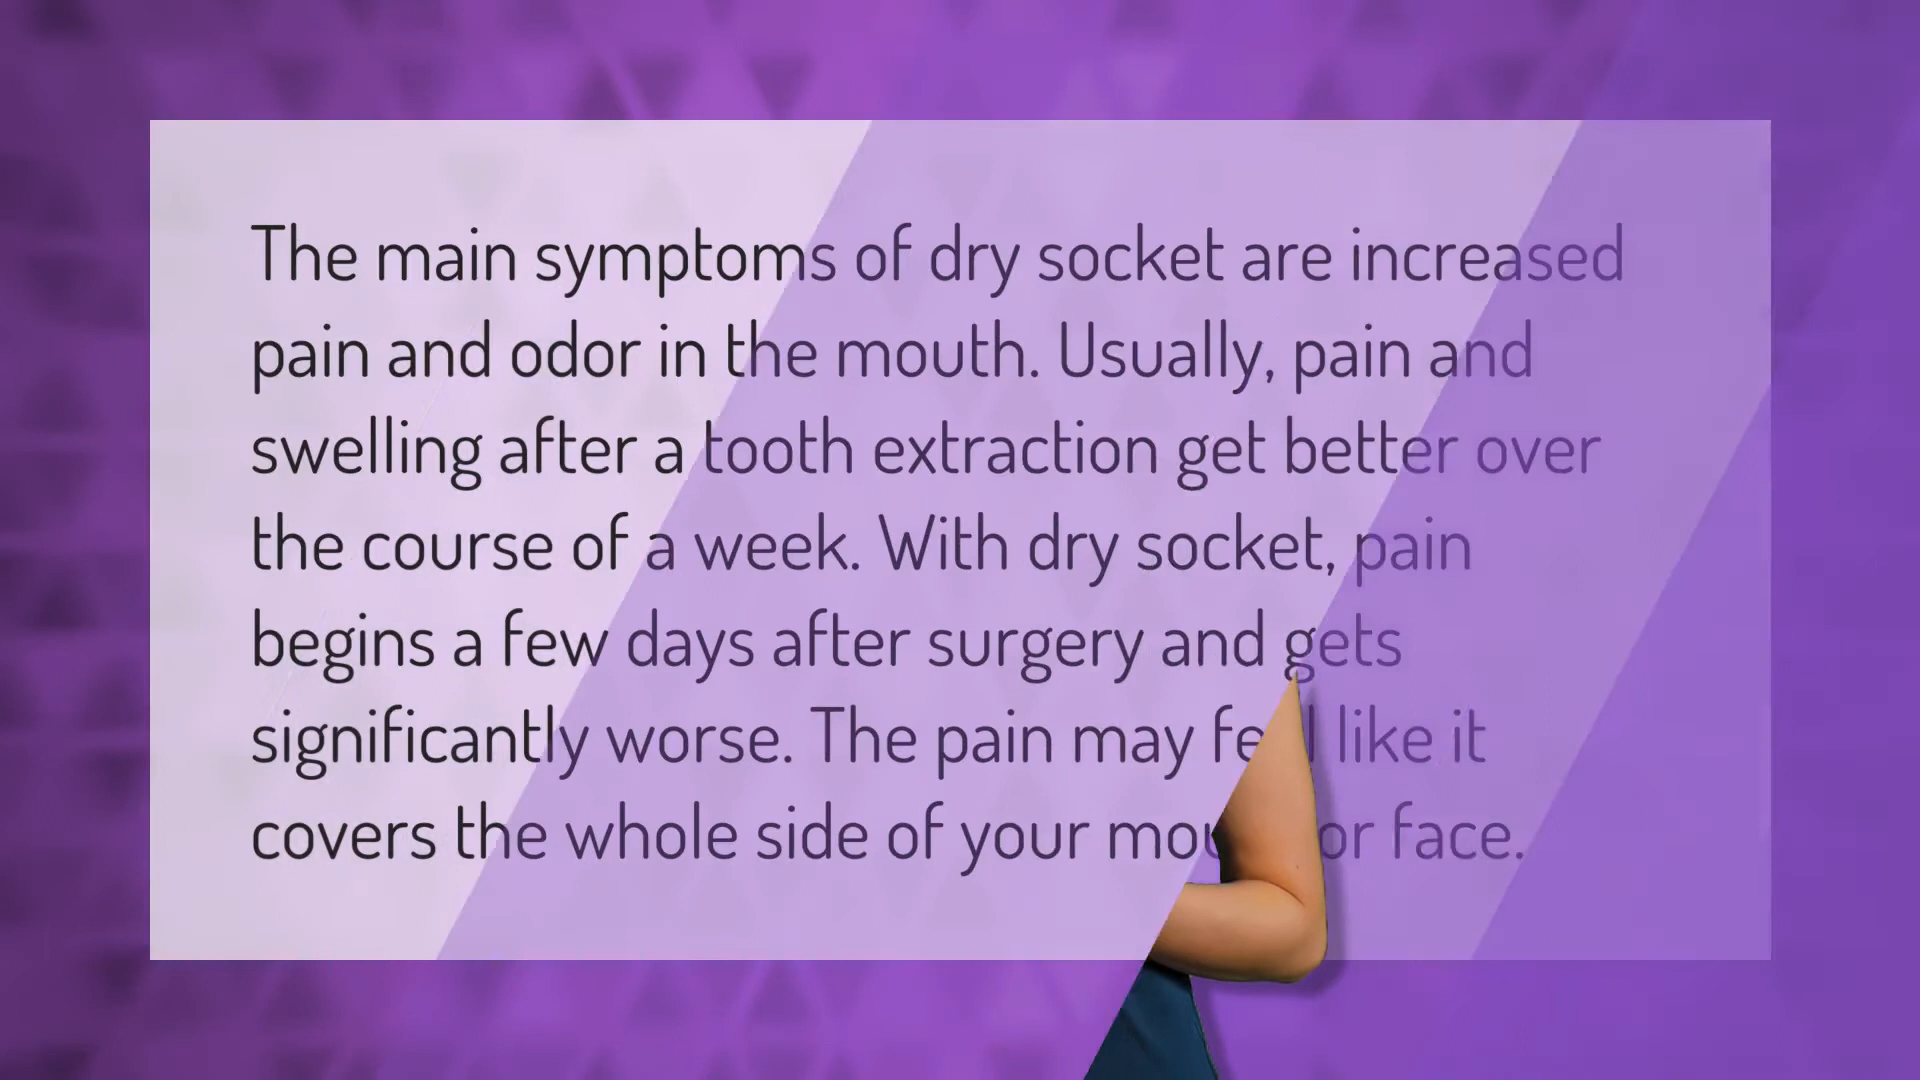 The main symptoms of dry socket are increased
pain and odor in the mouth. Usually, pain and
swelling after a tooth extraction get better over
the course of a week. With dry socket, pain
begins a few days after surgery and gets
significantly worse. The pain may feel like it
covers the whole side of your mouth or face.